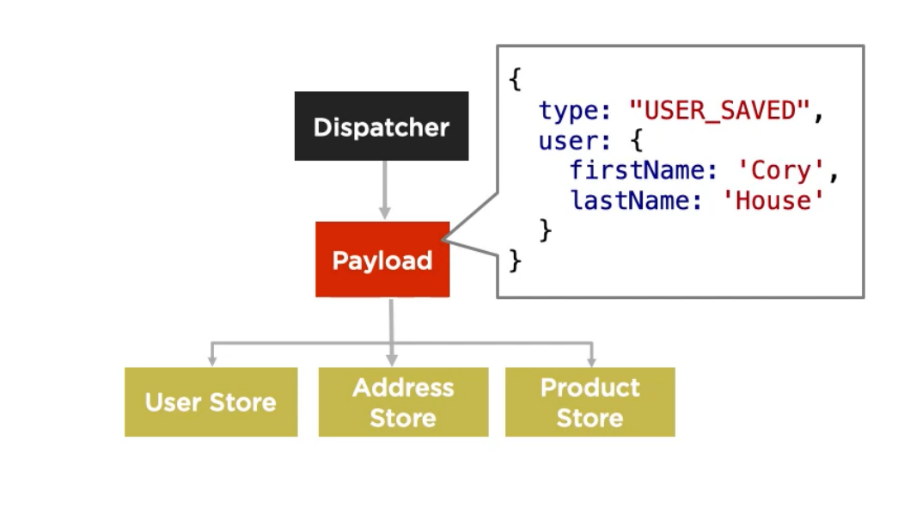 Dispatcher
{
  type: "USER_SAVED",
  user: {
    firstName: 'Cory',
    lastName: 'House'
  }
}
Payload
User Store
Address
Store
Product
Store